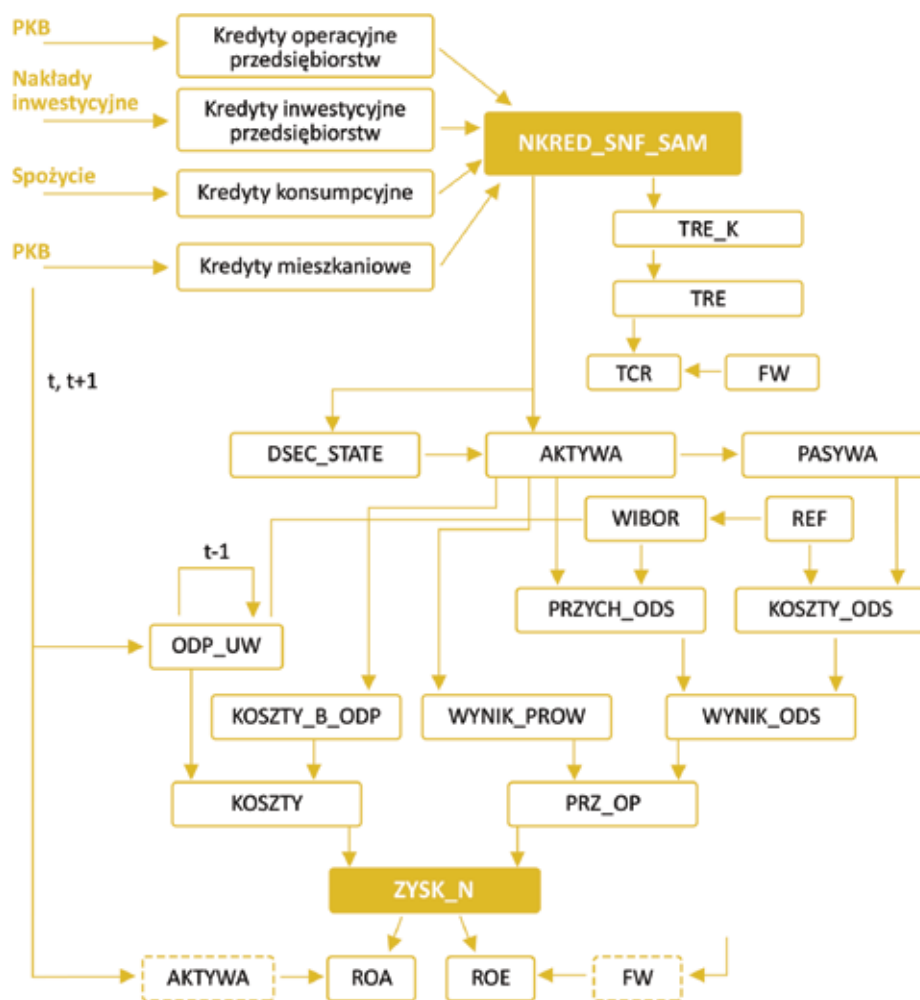 PKB
Kredyty operacyjne
przedsiębiorstw
Nakłady
inwestycyjne
Kredyty inwestycyjne
przedsiębiorstw
NKRED_SNF_SAM
Spożycie
Kredyty konsumpcyjne
TRE_K
PKB
Kredyty mieszkaniowe
TRE
t, t+1
TCR
FW
DSEC_STATE
AKTYWA
PASYWA
WIBOR
REF
t-1
PRZYCH_ODS
KOSZTY_ODS
ODP_UW
KOSZTY_B_ODP
WYNIK_PROW
WYNIK_ODS
KOSZTY
PRZ_OP
ZYSK_N
AKTYWA
ROA
ROE
FW